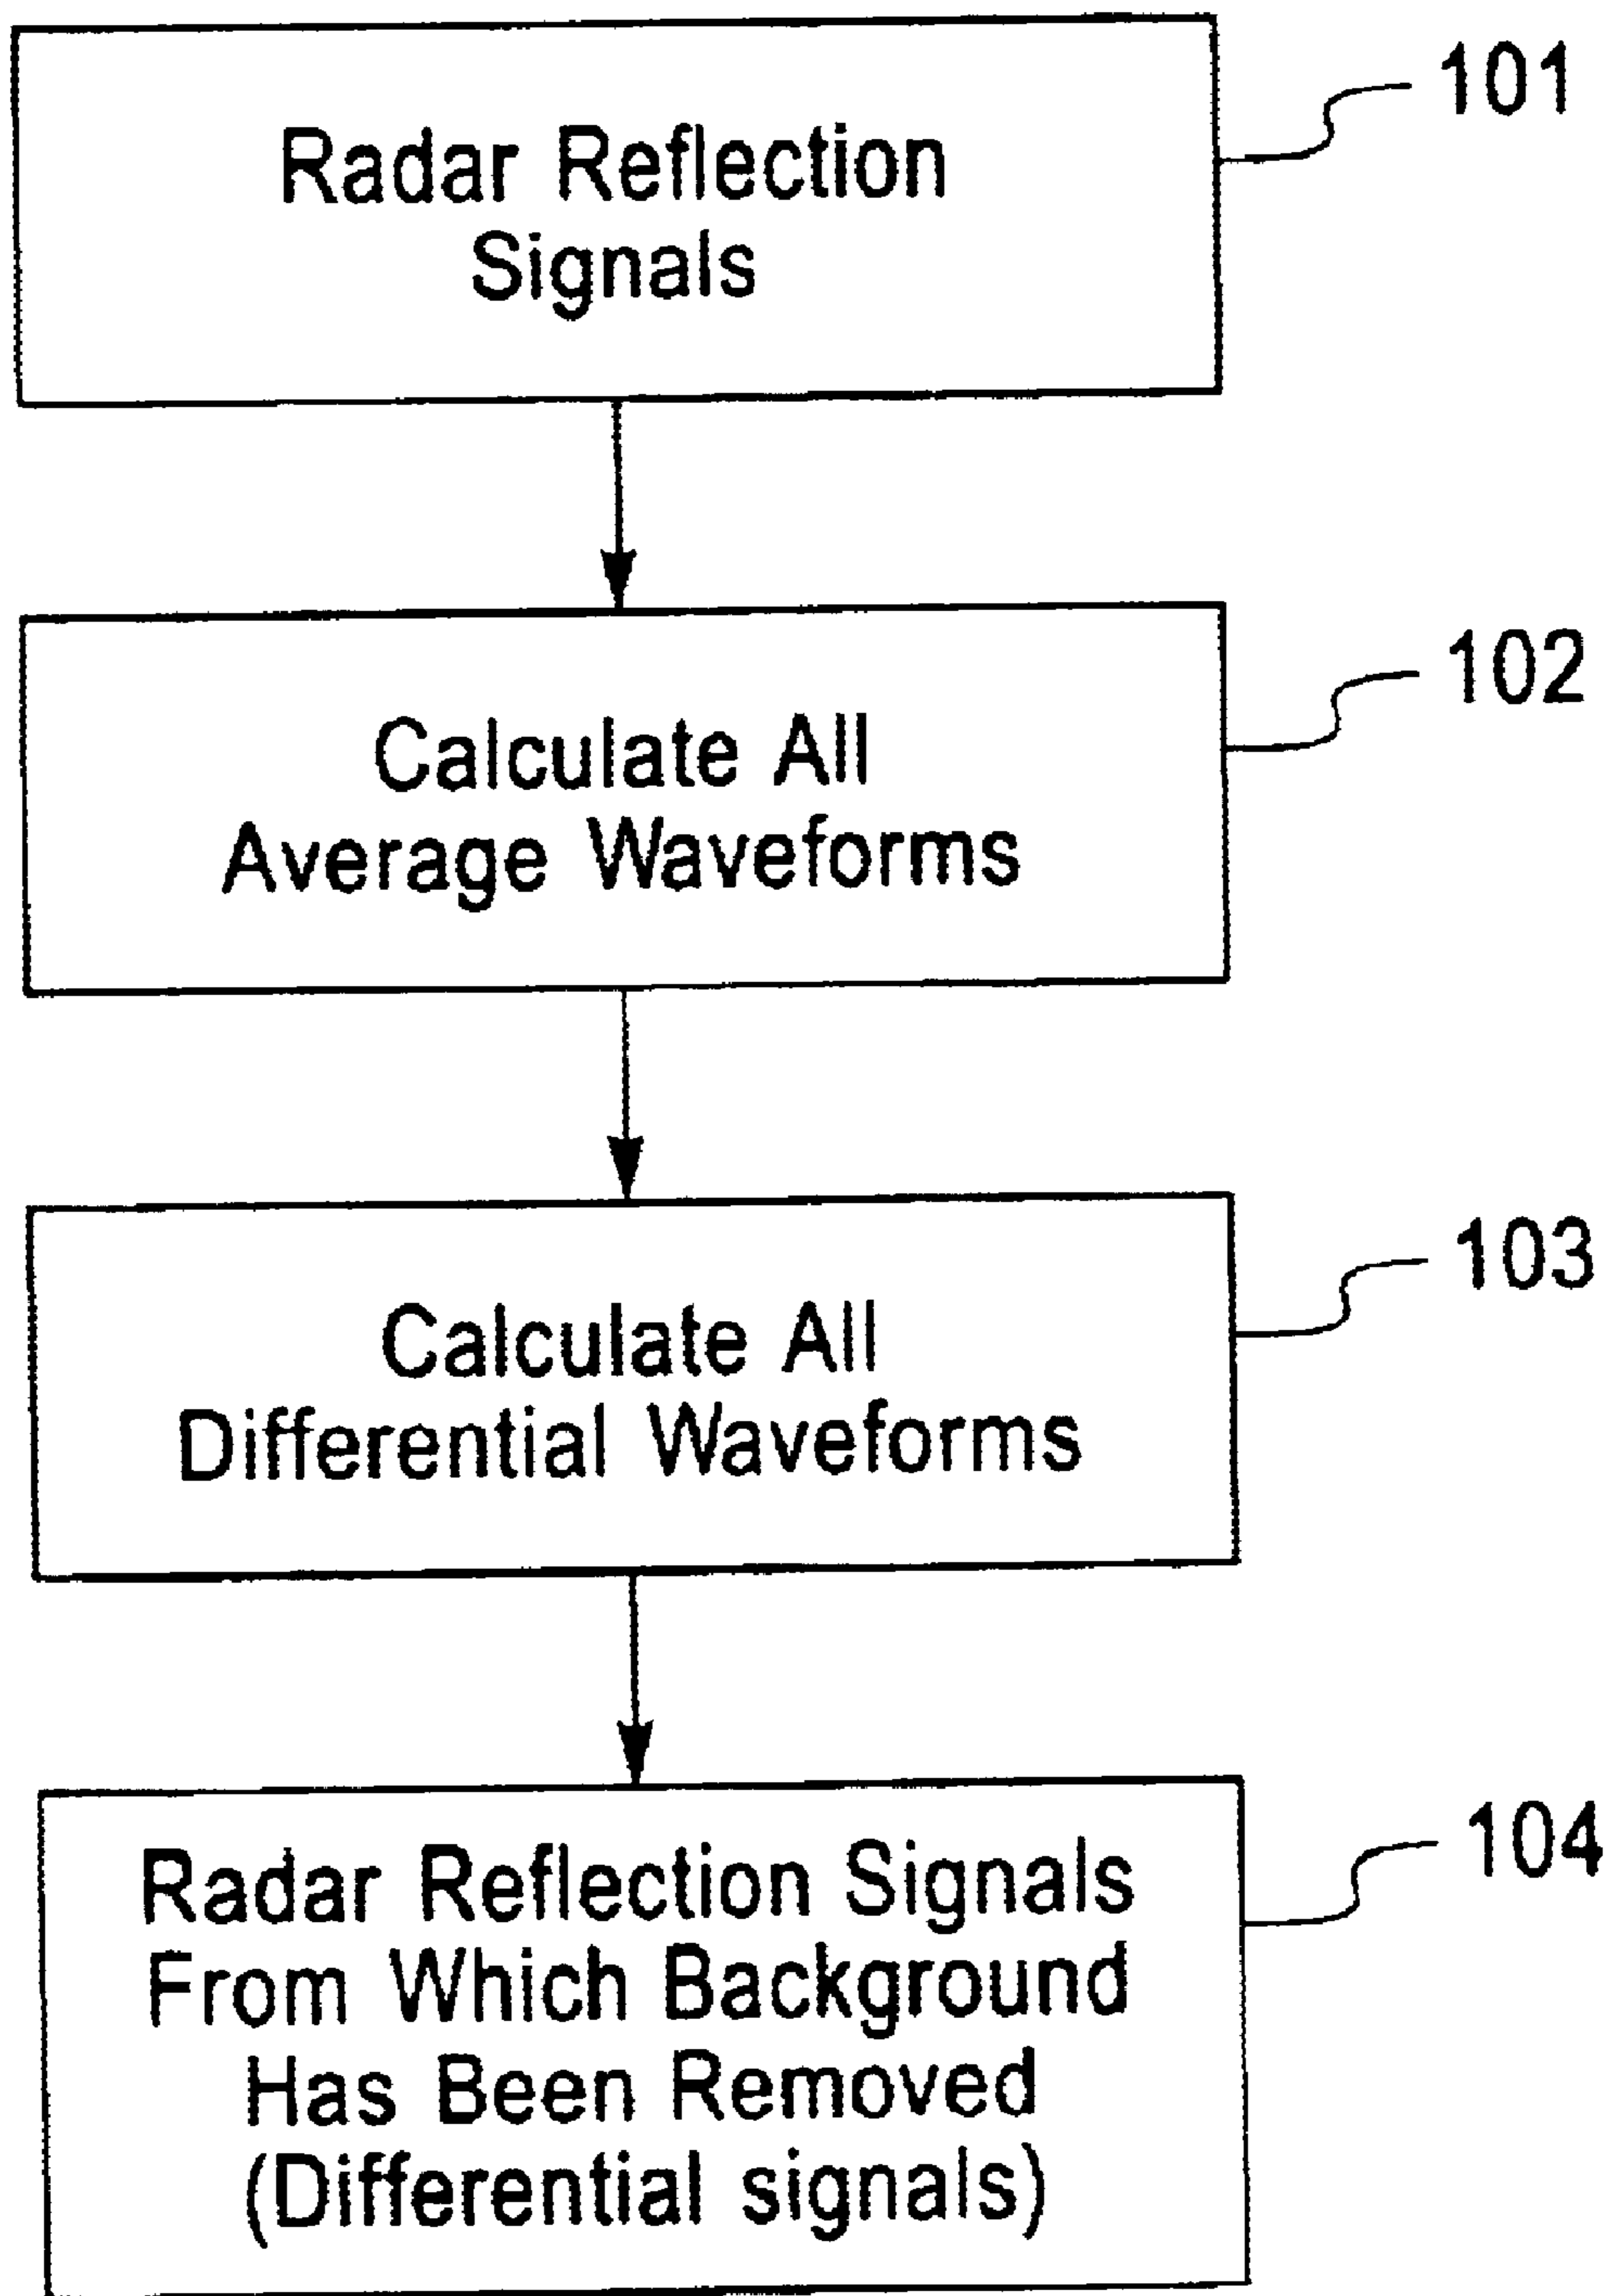 Radar Reflection
Signals
101
Calculate All
Average Waveforms
102
Calculate All
Differential Waveforms
103
Radar Reflection Signals
From Which Background
Has Been Removed
(Differential signals)
104